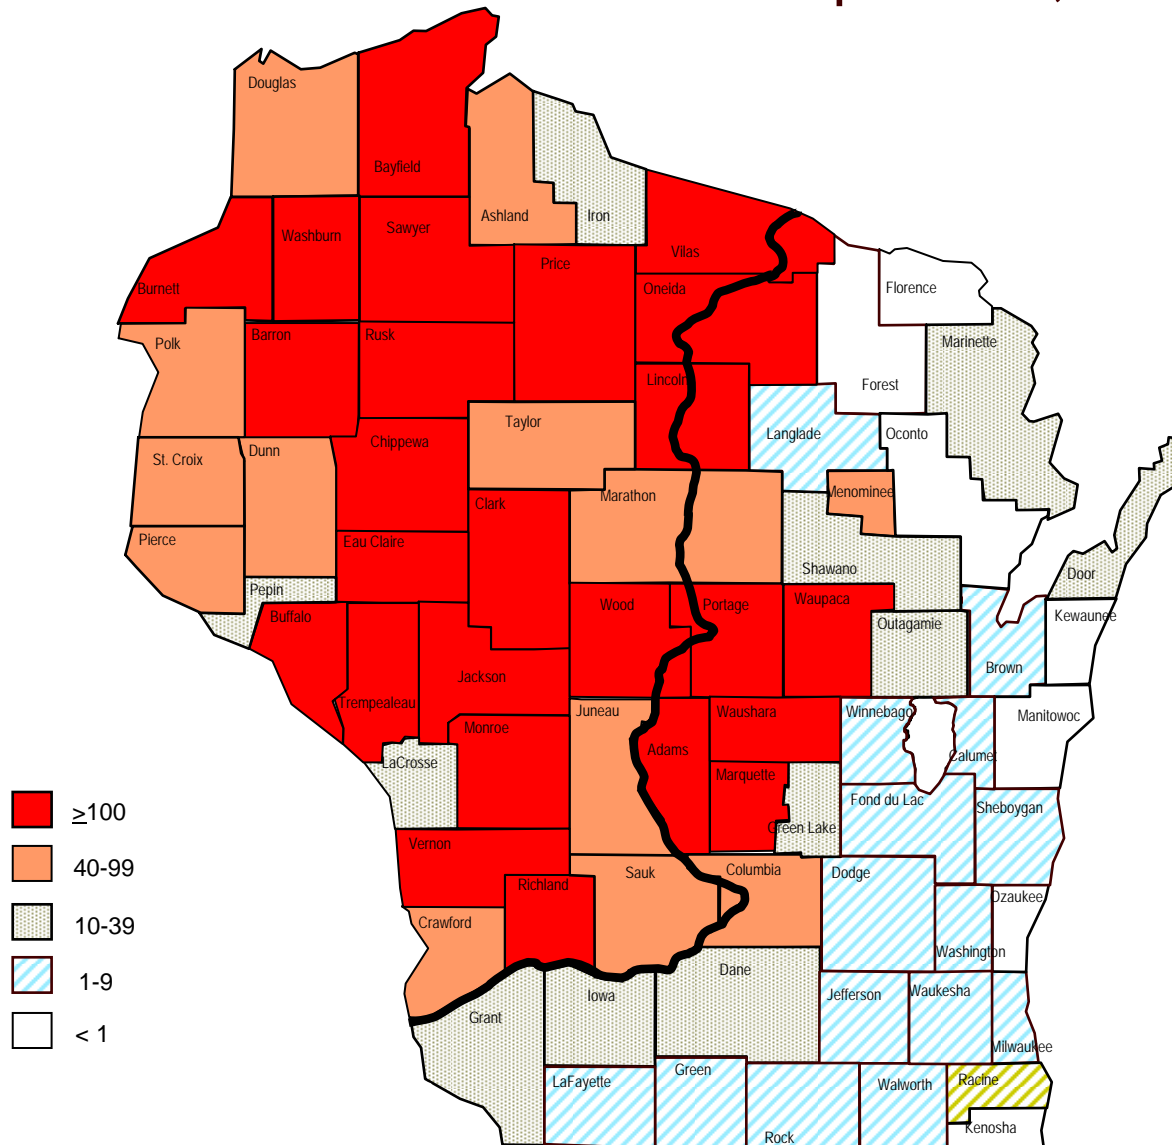 Douglas
Bayfield
Ashland
Iron
Washburn
Sawyer
Vilas
Price
Burnett
Oneida
Florence
Polk
Barron
Rusk
Marinette
Lincoln
Forest
Taylor
Langlade
Oconto
Chippewa
St. Croix
Dunn
Clark
Marathon
Menominee
Pierce
Eau Claire
Shawano
Door
Pepin
Buffalo
Wood
Portage
Waupaca
Kewaunee
Outagamie
Brown
Jackson
Trempealeau
Juneau
Waushara
Winnebago
Manitowoc
Monroe
Adams
Calumet
LaCrosse
Marquette
Fond du Lac
Sheboygan
Green Lake
Vernon
Sauk
Columbia
Dodge
Richland
Ozaukee
Crawford
Washington
Dane
Iowa
Jefferson
Waukesha
Grant
Milwaukee
LaFayette
Green
Walworth
Racine
Rock
Kenosha
≥100
40-99
10-39
1-9
< 1